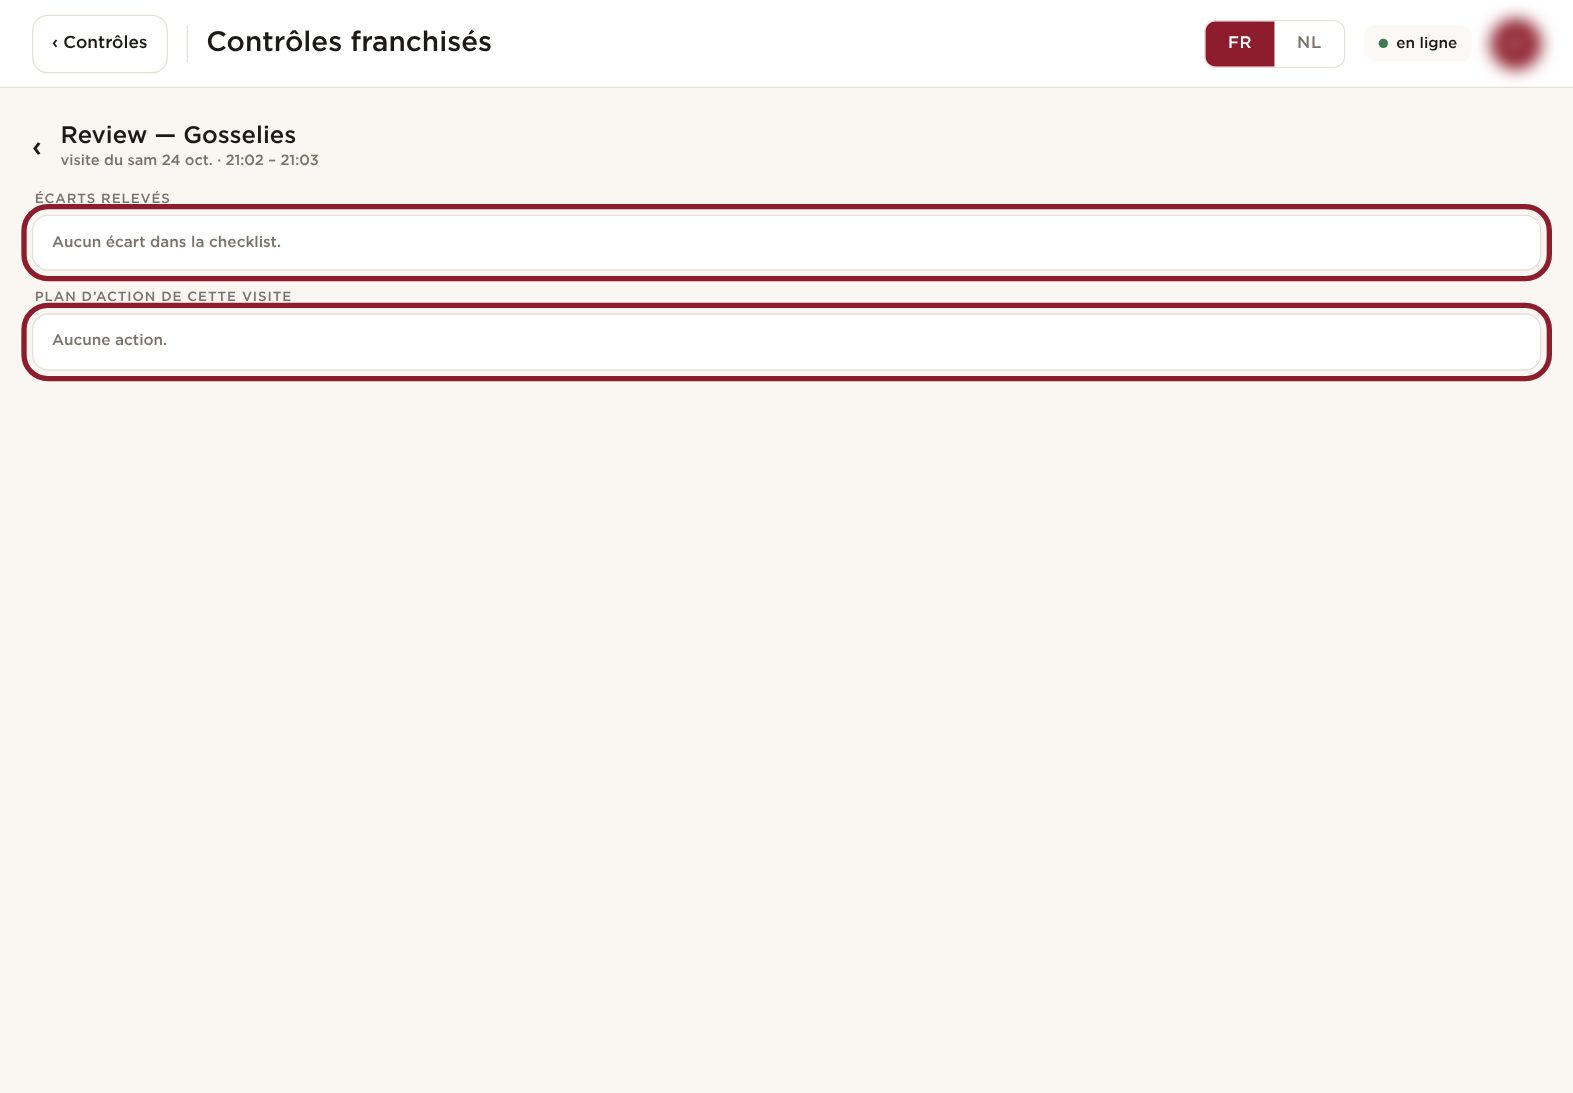 ‹ Contrôles
Contrôles franchisés
FR
NL
en ligne
‹
Review — Gosselies
visite du sam 24 oct. · 21:02 – 21:03
ÉCARTS RELEVÉS
Aucun écart dans la checklist.
PLAN D’ACTION DE CETTE VISITE
Aucune action.